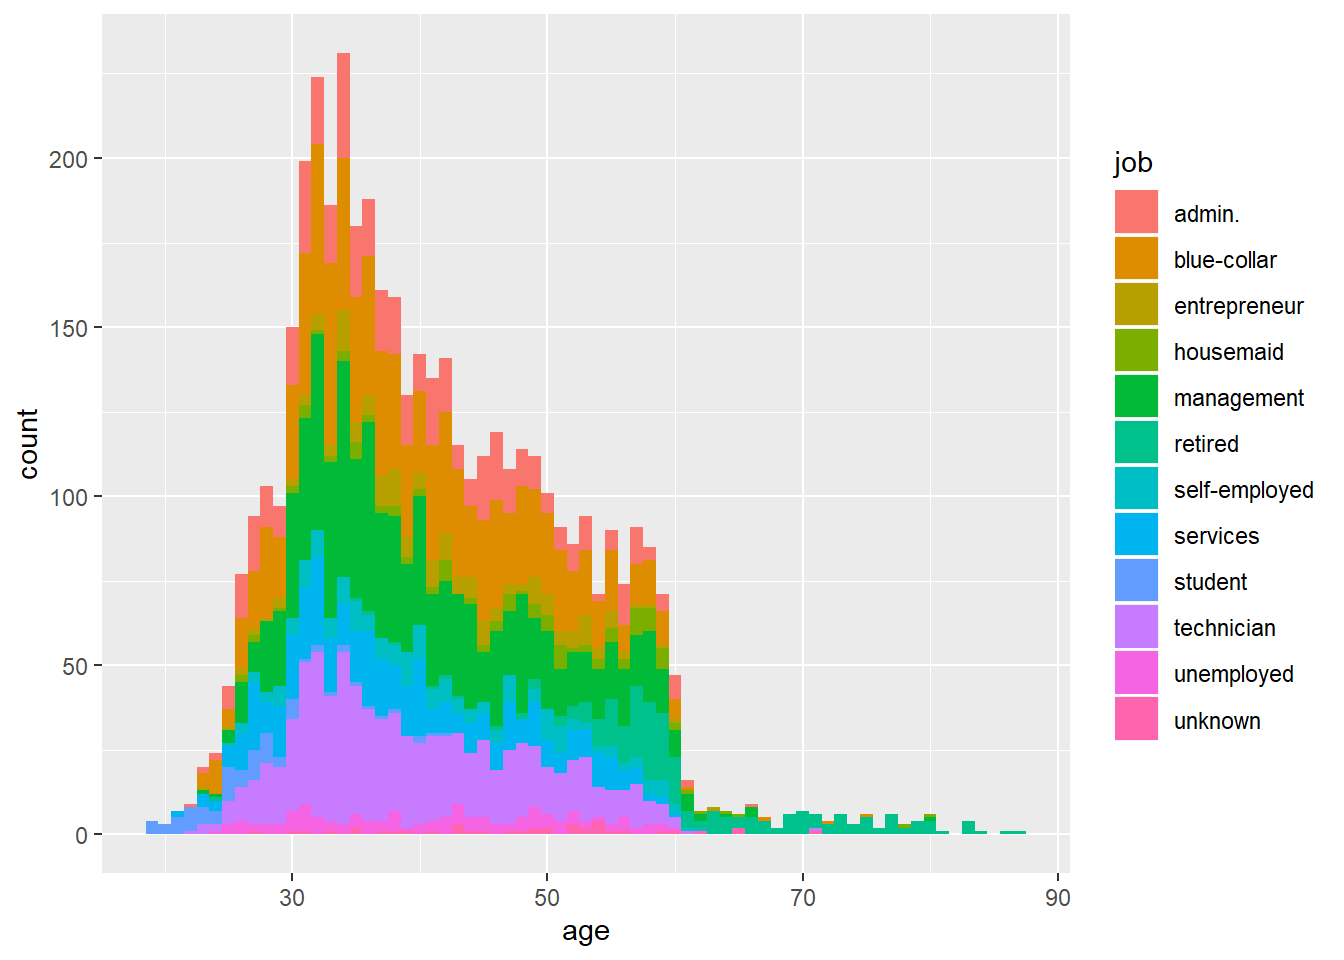 200
150
100
50
0
count
30 50 70 90
age
job
admin.
blue-collar
entrepreneur
housemaid
management
retired
self-employed
services
student
technician
unemployed
unknown